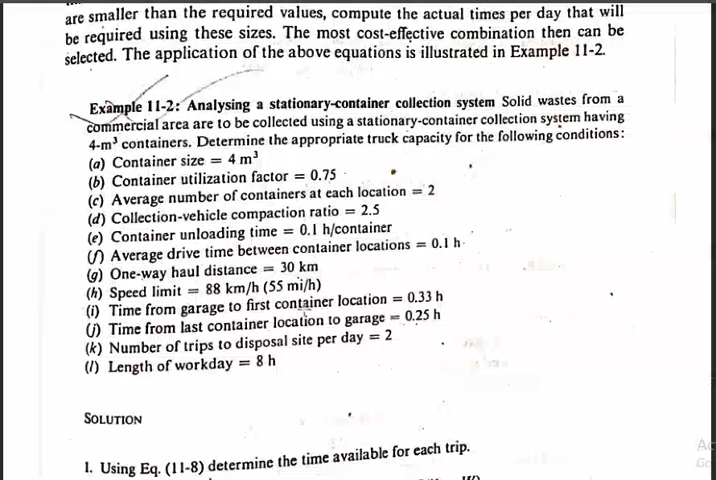 are smaller than the required values, compute the actual times per day that will
be required using these sizes. The most cost-effective combination then can be
selected. The application of the above equations is illustrated in Example 11-2.
Example 11-2: Analysing a stationary-container collection system Solid wastes from a
commercial area are to be collected using a stationary-container collection system having
4-m³ containers. Determine the appropriate truck capacity for the following conditions:
(a) Container size = 4 m³
(b) Container utilization factor = 0.75
(c) Average number of containers at each location = 2
(d) Collection-vehicle compaction ratio = 2.5
(e) Container unloading time = 0.1 h/container
(f) Average drive time between container locations = 0.1 h
(g) One-way haul distance = 30 km
(h) Speed limit = 88 km/h (55 mi/h)
(i) Time from garage to first container location = 0.33 h
(j) Time from last container location to garage = 0.25 h
(k) Number of trips to disposal site per day = 2
(l) Length of workday = 8 h
SOLUTION
1. Using Eq. (11-8) determine the time available for each trip.